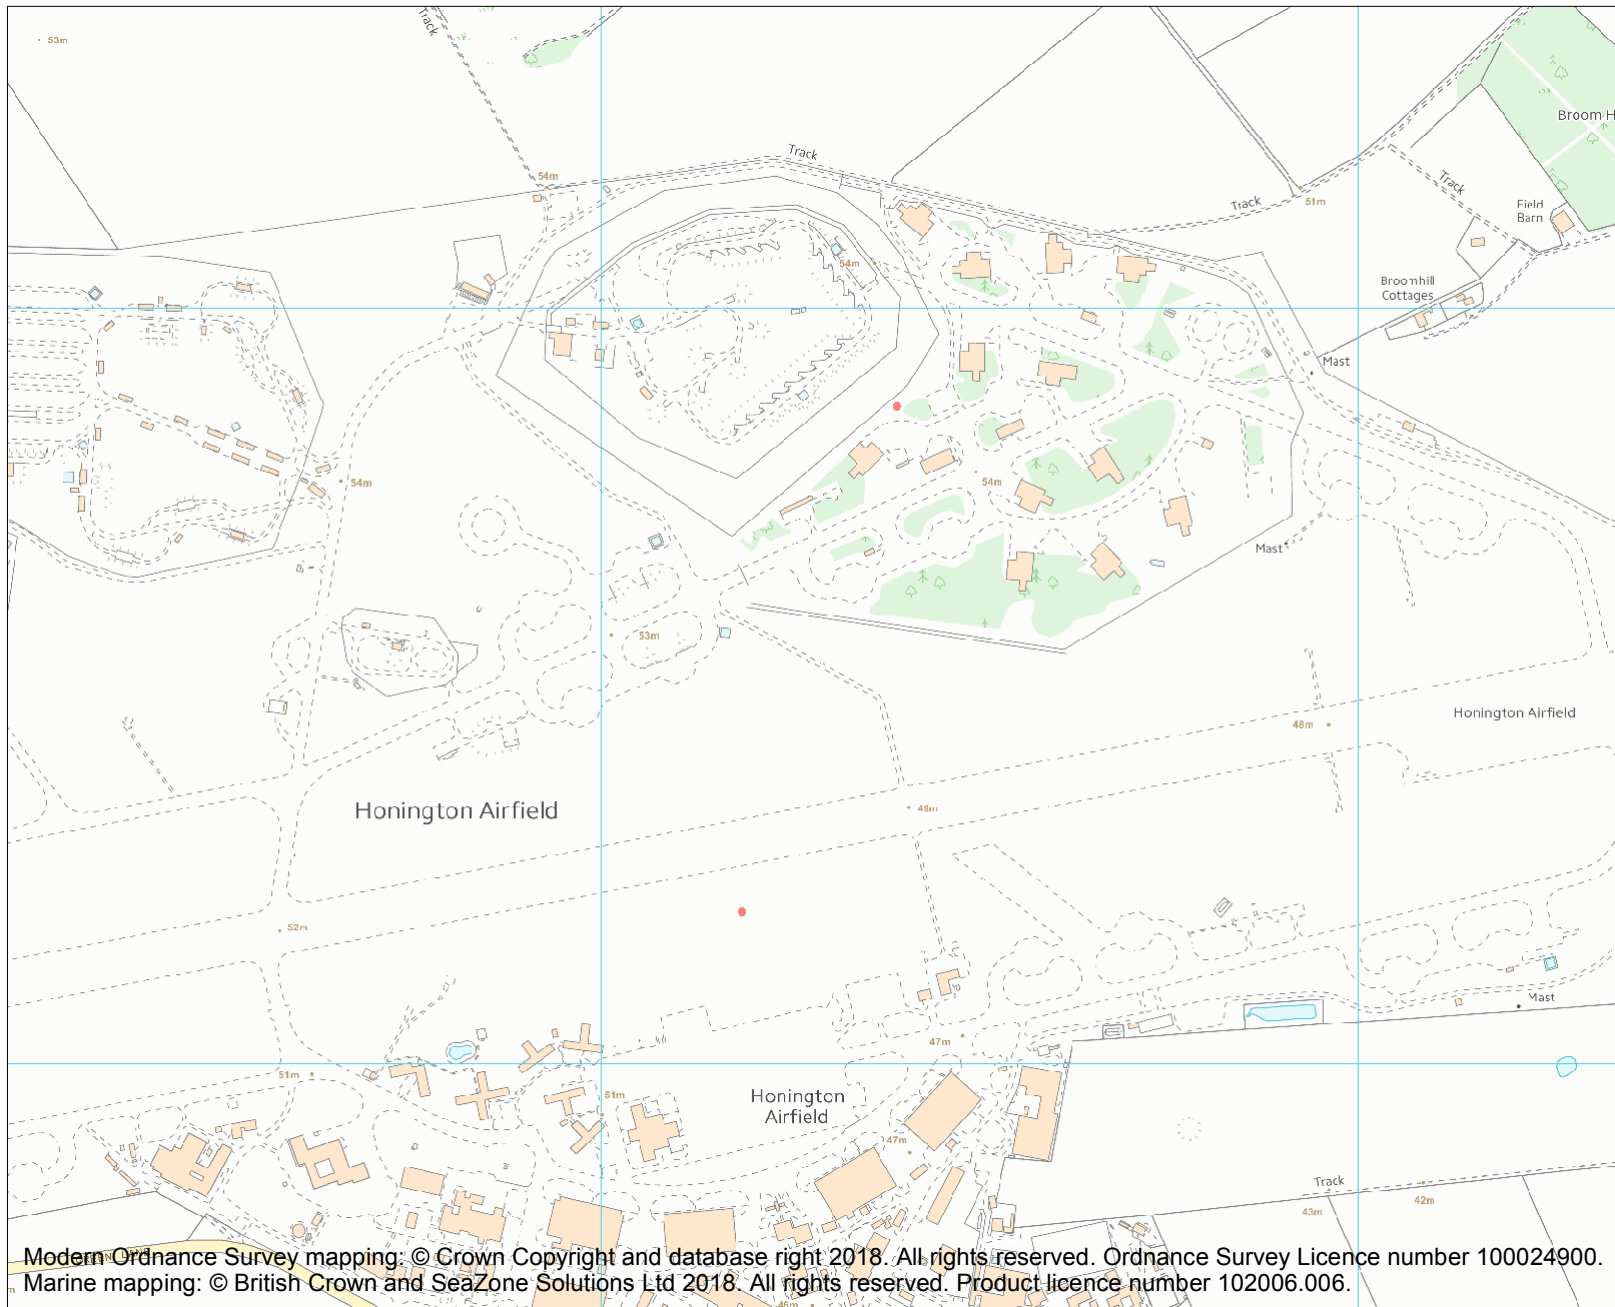 Track
53m
Broom H
Track
54m
Track
Track
51m
Field
Barn
54m
Broomhill
Cottages
Mast
54m
54m
Mast
53m
Honington Airfield
48m
Honington Airfield
49m
52m
Mast
47m
51m
Honington
Airfield
51m
47m
Track
42m
43m
GREEN LANE
Modern Ordnance Survey mapping: © Crown Copyright and database right 2018. All rights reserved. Ordnance Survey Licence number 100024900.
Marine mapping: © British Crown and SeaZone Solutions Ltd 2018. All rights reserved. Product licence number 102006.006.
46m